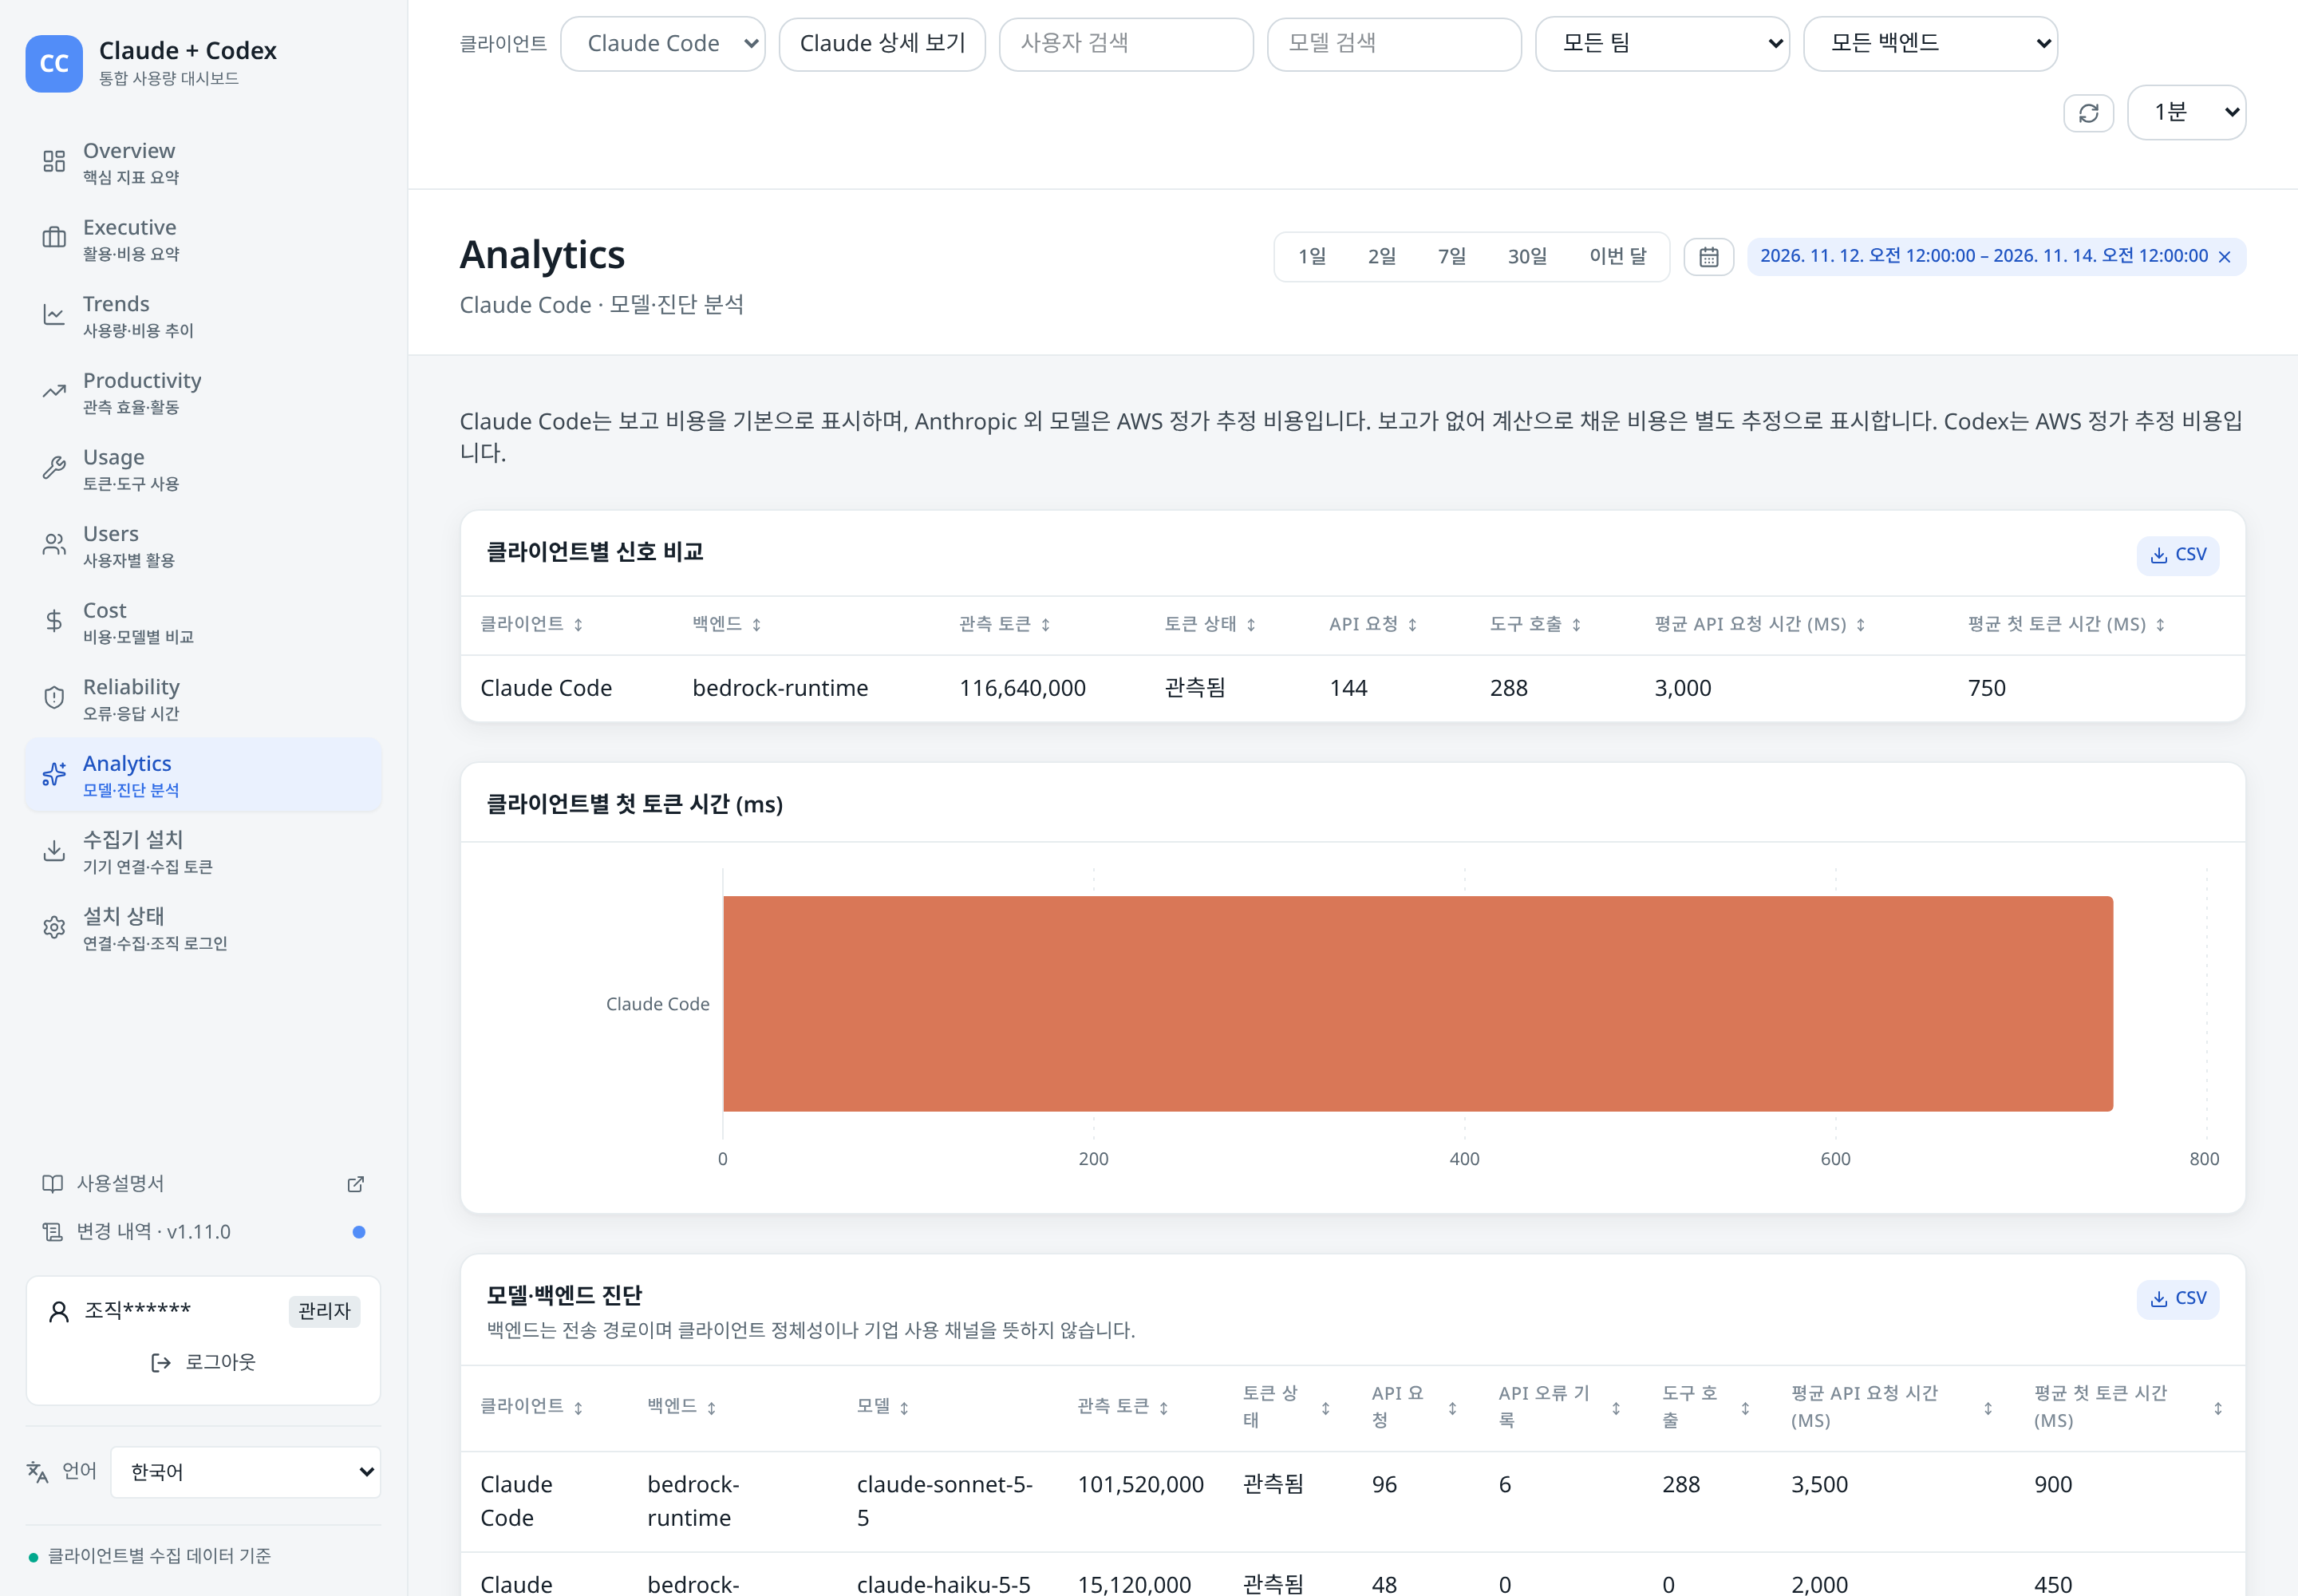 CC
Claude + Codex
통합 사용량 대시보드
Overview
핵심 지표 요약
Executive
활용·비용 요약
Trends
사용량·비용 추이
Productivity
관측 효율·활동
Usage
토큰·도구 사용
Users
사용자별 활용
Cost
비용·모델별 비교
Reliability
오류·응답 시간
Analytics
모델·진단 분석
수집기 설치
기기 연결·수집 토큰
설치 상태
연결·수집·조직 로그인
사용설명서
변경 내역 · v1.11.0
조직****** 관리자
로그아웃
언어 한국어
클라이언트별 수집 데이터 기준
클라이언트 Claude Code Claude 상세 보기 사용자 검색 모델 검색 모든 팀 모든 백엔드
1분
Analytics
Claude Code · 모델·진단 분석
1일 2일 7일 30일 이번 달 2026. 11. 12. 오전 12:00:00 – 2026. 11. 14. 오전 12:00:00
Claude Code는 보고 비용을 기본으로 표시하며, Anthropic 외 모델은 AWS 정가 추정 비용입니다. 보고가 없어 계산으로 채운 비용은 별도 추정으로 표시합니다. Codex는 AWS 정가 추정 비용입
니다.
클라이언트별 신호 비교 CSV
클라이언트 백엔드 관측 토큰 토큰 상태 API 요청 도구 호출 평균 API 요청 시간 (MS) 평균 첫 토큰 시간 (MS)
Claude Code bedrock-runtime 116,640,000 관측됨 144 288 3,000 750
클라이언트별 첫 토큰 시간 (ms)
Claude Code
0 200 400 600 800
모델·백엔드 진단 CSV
백엔드는 전송 경로이며 클라이언트 정체성이나 기업 사용 채널을 뜻하지 않습니다.
클라이언트 백엔드 모델 관측 토큰 토큰 상 API 요 API 오류 기 도구 호 평균 API 요청 시간 평균 첫 토큰 시간
태 청 록 출 (MS) (MS)
Claude bedrock- claude-sonnet-5- 101,520,000 관측됨 96 6 288 3,500 900
Code runtime 5
Claude bedrock- claude-haiku-5-5 15,120,000 관측됨 48 0 0 2,000 450